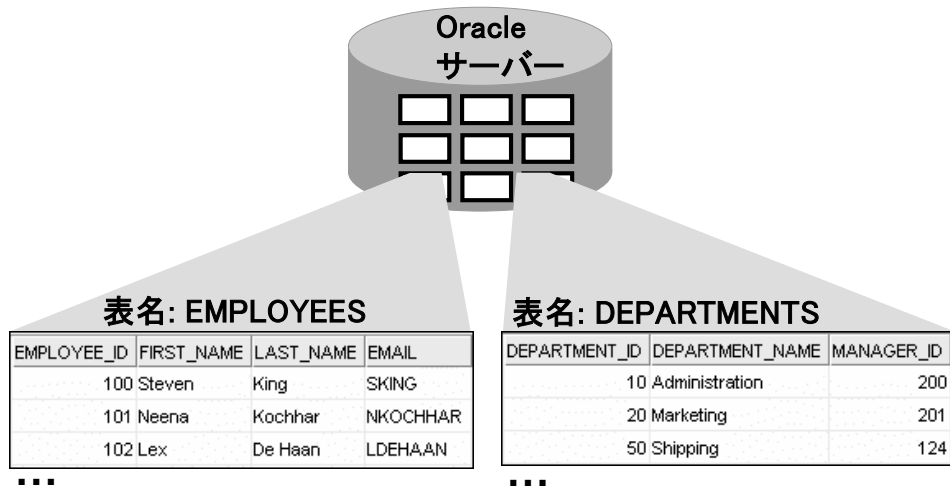 Oracle
サーバー
表名: EMPLOYEES
EMPLOYEE_ID FIRST_NAME LAST_NAME EMAIL
100 Steven King SKING
101 Neena Kochhar NKOCHHAR
102 Lex De Haan LDEHAAN
...
表名: DEPARTMENTS
DEPARTMENT_ID DEPARTMENT_NAME MANAGER_ID
10 Administration 200
20 Marketing 201
50 Shipping 124
...